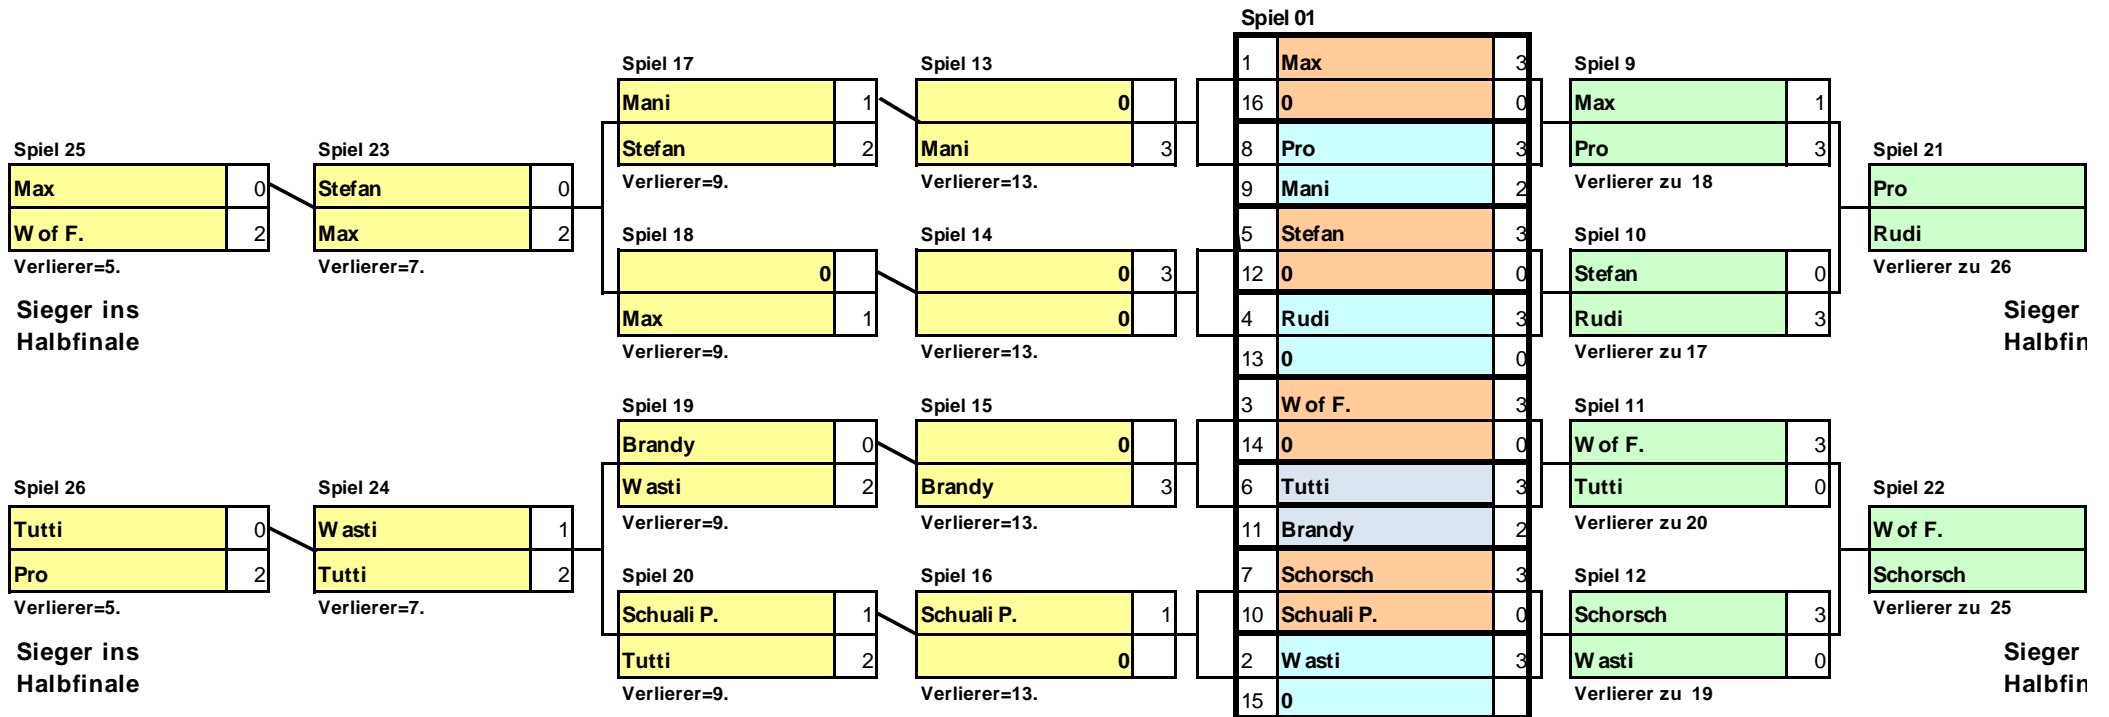 Spiel 01
Spiel 17 Spiel 13 1 Max 3 Spiel 9
Mani 1 0 16 0 0 Max 1
Spiel 25 Spiel 23 Stefan 2 Mani 3 8 Pro 3 Pro 3 Spiel 21
Max 0 Stefan 0 Verlierer=9. Verlierer=13. 9 Mani 2 Verlierer zu 18 Pro
W of F. 2 Max 2 Spiel 18 Spiel 14 5 Stefan 3 Spiel 10 Rudi
Verlierer=5. Verlierer=7. 0 0 3 12 0 0 Stefan 0 Verlierer zu 26
Sieger ins Max 1 0 4 Rudi 3 Rudi 3 Sieger
Halbfinale Verlierer=9. Verlierer=13. 13 0 0 Verlierer zu 17 Halbfin
Spiel 19 Spiel 15 3 W of F. 3 Spiel 11
Brandy 0 0 14 0 0 W of F. 3
Spiel 26 Spiel 24 Wasti 2 Brandy 3 6 Tutti 3 Tutti 0 Spiel 22
Tutti 0 Wasti 1 Verlierer=9. Verlierer=13. 11 Brandy 2 Verlierer zu 20 W of F.
Pro 2 Tutti 2 Spiel 20 Spiel 16 7 Schorsch 3 Spiel 12 Schorsch
Verlierer=5. Verlierer=7. Schuali P. 1 Schuali P. 1 10 Schuali P. 0 Schorsch 3 Verlierer zu 25
Sieger ins Tutti 2 0 2 Wasti 3 Wasti 0 Sieger
Halbfinale Verlierer=9. Verlierer=13. 15 0 Verlierer zu 19 Halbfin